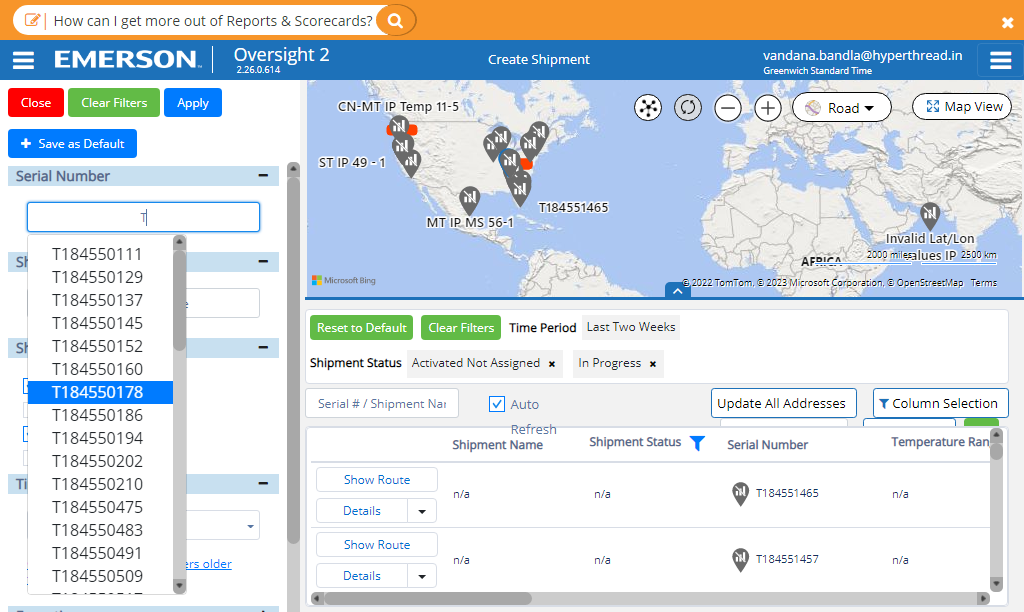 How can I get more out of Reports & Scorecards?
EMERSON
Oversight 2
2.26.0.614
Create Shipment
vandana.bandla@hyperthread.in
Greenwich Standard Time
Close
Clear Filters
Apply
+ Save as Default
Serial Number
T
T184550111
T184550129
T184550137
T184550145
T184550152
T184550160
T184550178
T184550186
T184550194
T184550202
T184550210
T184550475
T184550483
T184550491
T184550509
older
CN-MT IP Temp 11-5
ST IP 49 - 1
MT IP MS 56-1
T184551465
Road
Map View
Invalid Lat/Lon
2000 miles
2500 km
AFRICA
Microsoft Bing
© 2022 TomTom, © 2023 Microsoft Corporation, © OpenStreetMap Terms
Reset to Default
Clear Filters
Time Period
Last Two Weeks
Shipment Status
Activated Not Assigned ×
In Progress ×
Serial # / Shipment Nar
Auto
Refresh
Update All Addresses
Column Selection
Shipment Name
Shipment Status
Serial Number
Temperature Ran
Show Route
Details
n/a
n/a
T184551465
n/a
Show Route
Details
n/a
n/a
T184551457
n/a